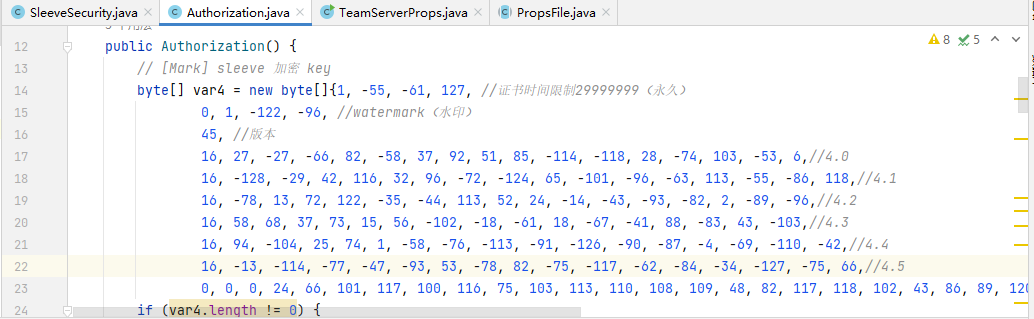 SleeveSecurity.java × Authorization.java × TeamServerProps.java × PropsFile.java ×
12 public Authorization() {
8 5
13 // [Mark] sleeve 加密 key
14 byte[] var4 = new byte[]{1, -55, -61, 127, //证书时间限制29999999（永久）
15 0, 1, -122, -96, //watermark（水印）
16 45, //版本
17 16, 27, -27, -66, 82, -58, 37, 92, 51, 85, -114, -118, 28, -74, 103, -53, 6,//4.0
18 16, -128, -29, 42, 116, 32, 96, -72, -124, 65, -101, -96, -63, 113, -55, -86, 118,//4.1
19 16, -78, 13, 72, 122, -35, -44, 113, 52, 24, -14, -43, -93, -82, 2, -89, -96,//4.2
20 16, 58, 68, 37, 73, 15, 56, -102, -18, -61, 18, -67, -41, 88, -83, 43, -103,//4.3
21 16, 94, -104, 25, 74, 1, -58, -76, -113, -91, -126, -90, -87, -4, -69, -110, -42,//4.4
22 16, -13, -114, -77, -47, -93, 53, -78, 82, -75, -117, -62, -84, -34, -127, -75, 66,//4.5
23 0, 0, 0, 24, 66, 101, 117, 100, 116, 75, 103, 113, 110, 108, 109, 48, 82, 117, 118, 102, 43, 86, 89, 120
24 if (var4.length != 0) {